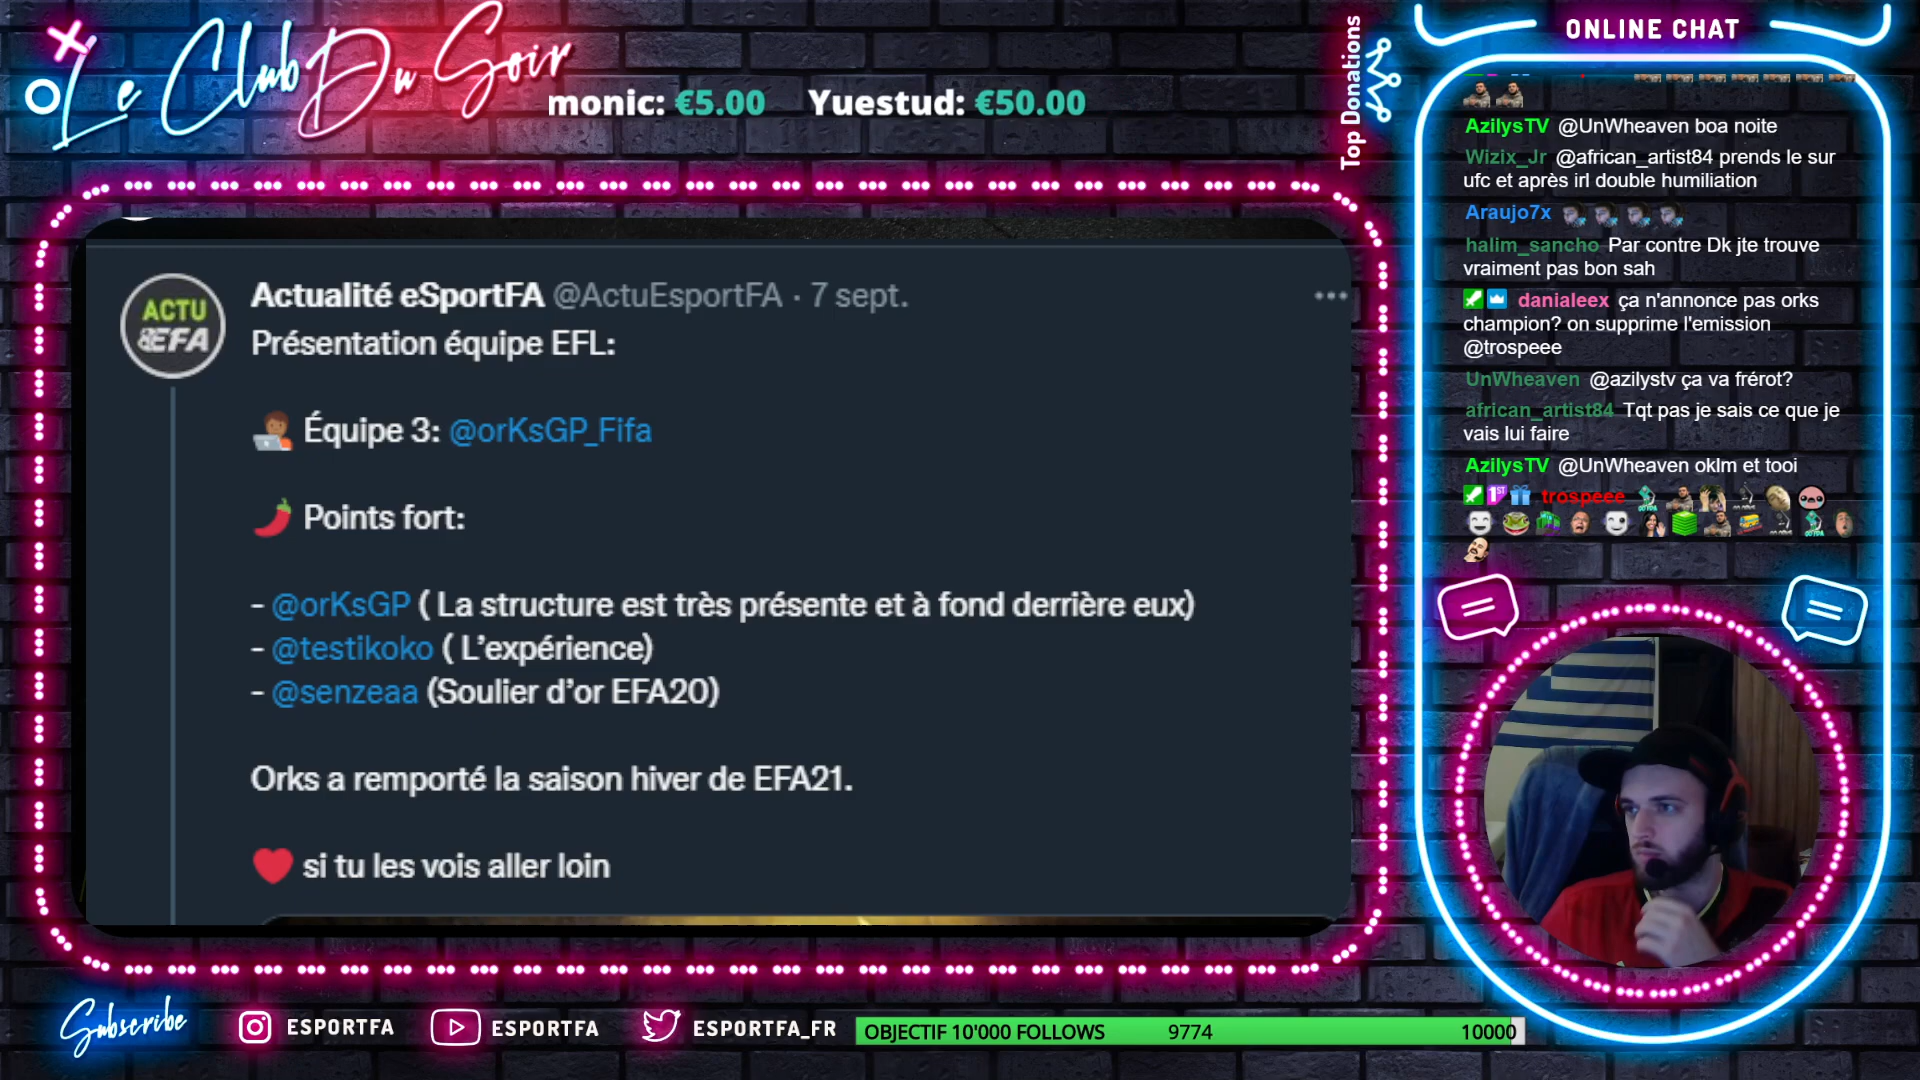 Le Club Du Soir
monic: €5.00 Yuestud: €50.00
Top Donations
ONLINE CHAT
Actualité eSportFA @ActuEsportFA · 7 sept.
ACTU
EFA
Présentation équipe EFL:
Équipe 3: @orKsGP_Fifa
Points fort:
- @orKsGP ( La structure est très présente et à fond derrière eux)
- @testikoko ( L’expérience)
- @senzeaa (Soulier d’or EFA20)
Orks a remporté la saison hiver de EFA21.
si tu les vois aller loin
AzilysTV @UnWheaven boa noite
Wizix_Jr @african_artist84 prends le sur
ufc et après irl double humiliation
Araujo7x
halim_sancho Par contre Dk jte trouve
vraiment pas bon sah
danialeex ça n'annonce pas orks
champion? on supprime l'emission
@trospeee
UnWheaven @azilystv ça va frérot?
african_artist84 Tqt pas je sais ce que je
vais lui faire
AzilysTV @UnWheaven oklm et tooi
1ST trospeee
Subscribe
ESPORTFA
ESPORTFA
ESPORTFA_FR
OBJECTIF 10'000 FOLLOWS 9774 10000